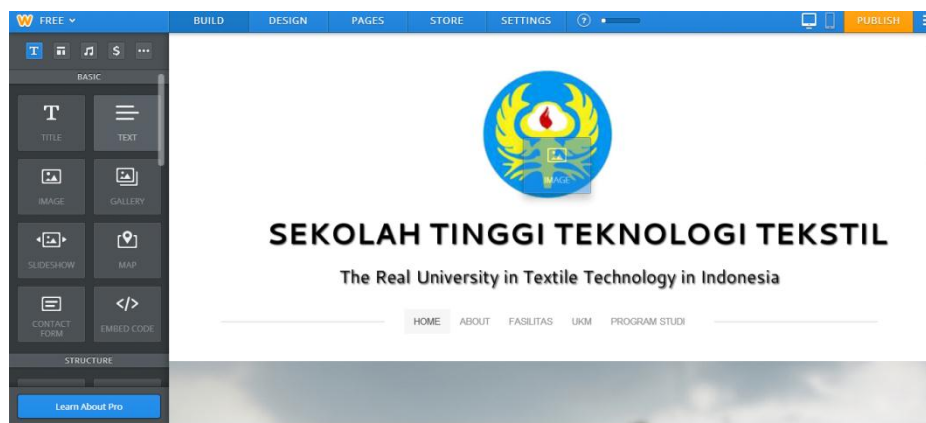 FREE
BUILD DESIGN PAGES STORE SETTINGS ? PUBLISH
T $
BASIC
T
TITLE TEXT
IMAGE GALLERY
SLIDESHOW MAP
CONTACT FORM
</>
EMBED CODE
STRUCTURE
Learn About Pro
IMAGE
SEKOLAH TINGGI TEKNOLOGI TEKSTIL
The Real University in Textile Technology in Indonesia
HOME ABOUT FASILITAS UKM PROGRAM STUDI